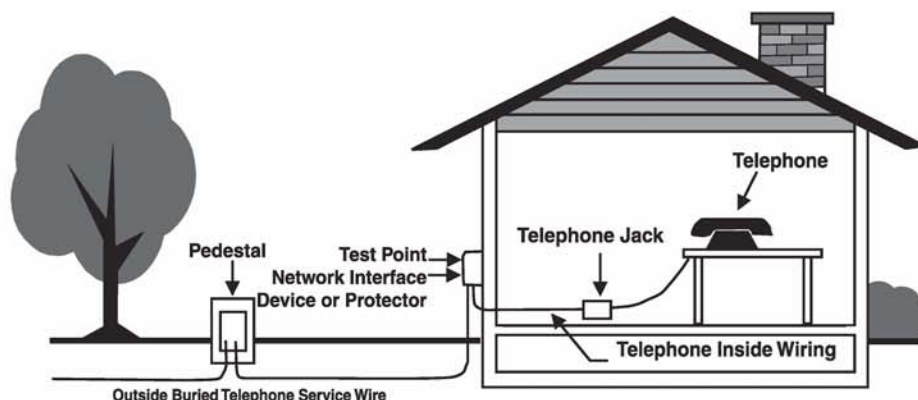 Telephone
Telephone Jack
Pedestal
Test Point
Network Interface
Device or Protector
Telephone Inside Wiring
Outside Buried Telephone Service Wire